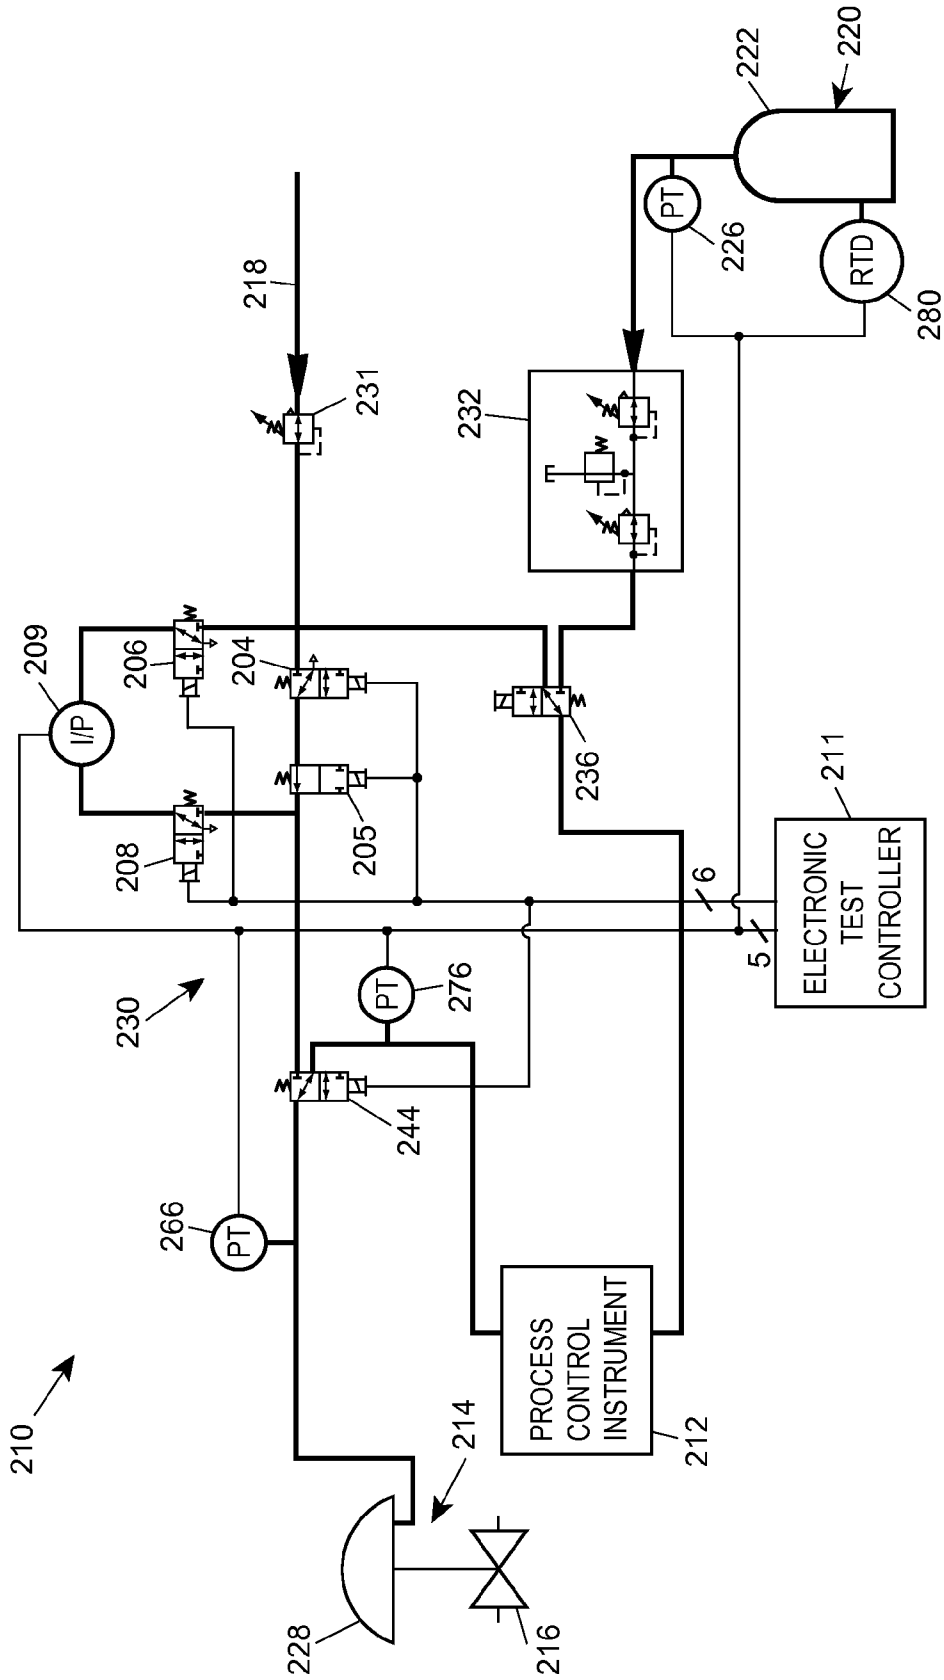 210
230
209
I/P
206
208
204
205
218
231
232
222
220
PT
226
RTD
280
236
211
ELECTRONIC
TEST
CONTROLLER
6
5
PT
276
244
266
PT
PROCESS
CONTROL
INSTRUMENT
212
214
228
216